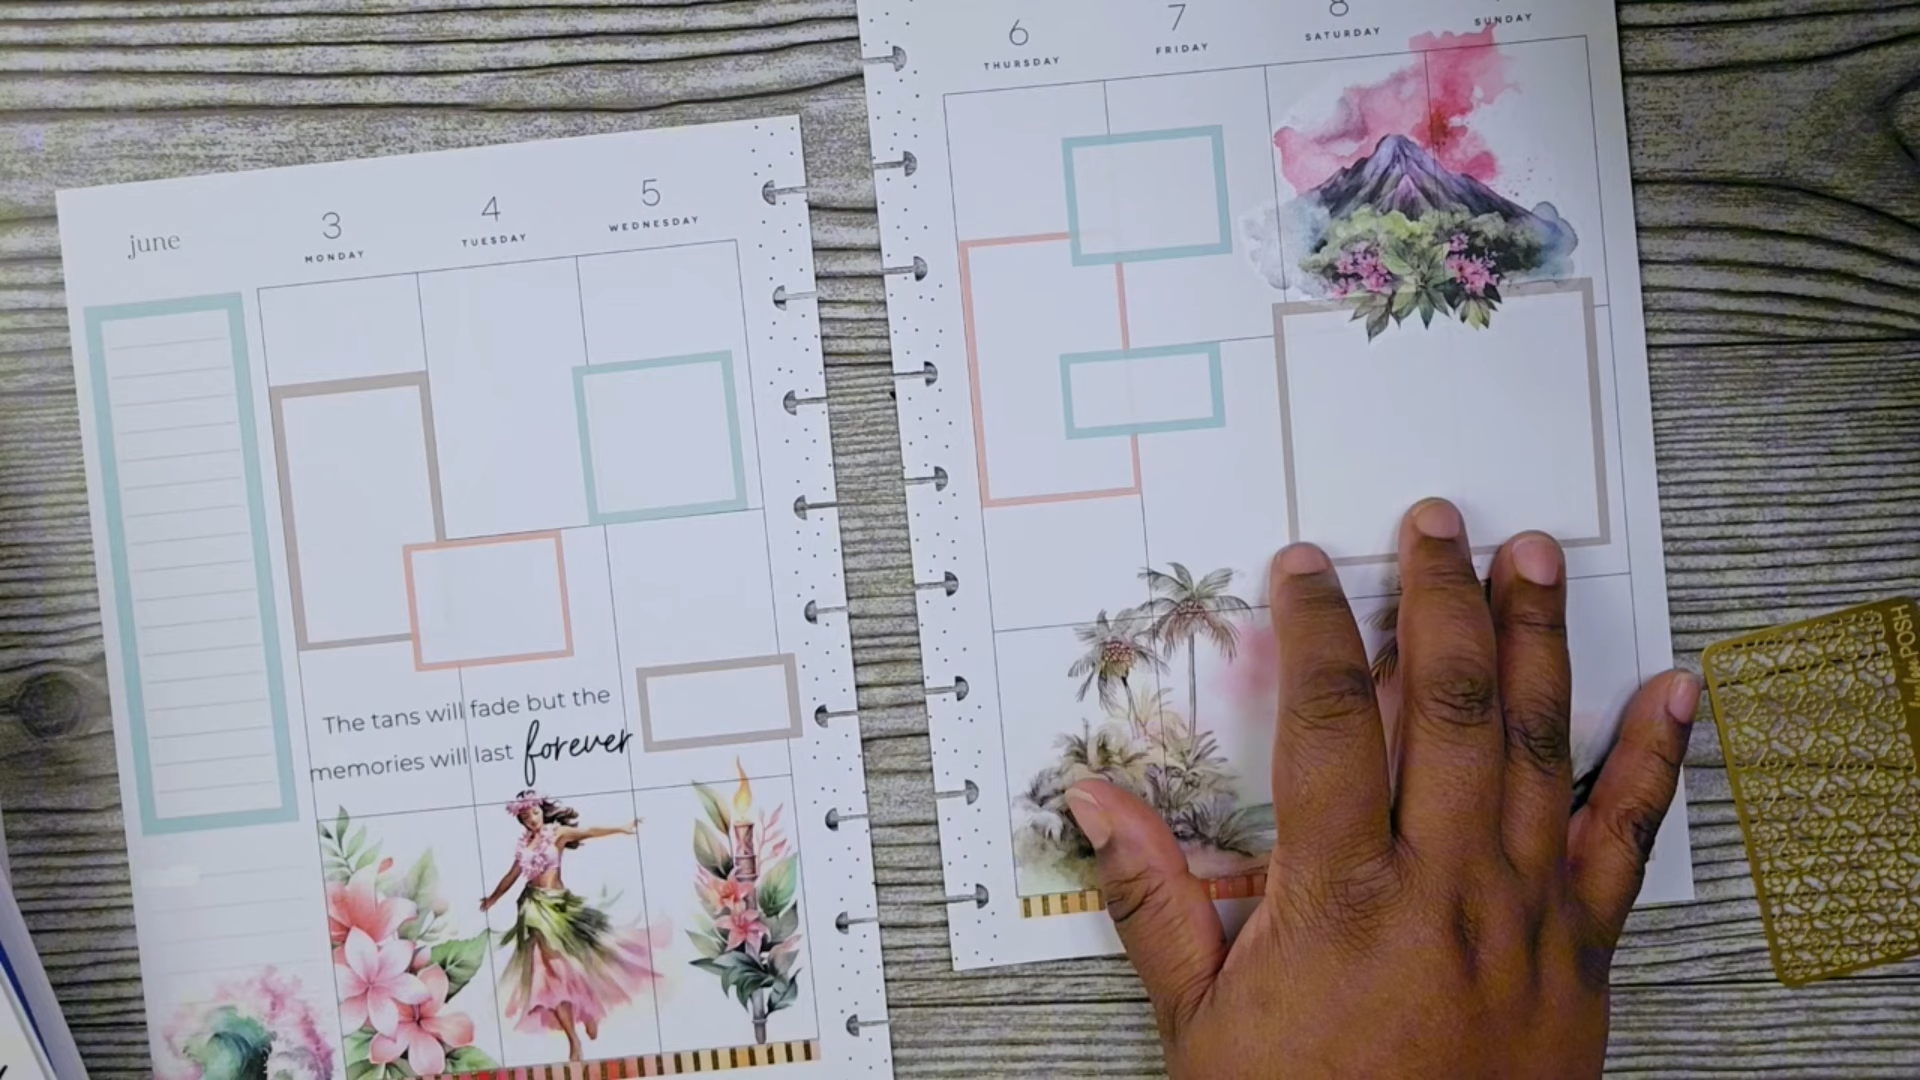 june
3
MONDAY
4
TUESDAY
5
WEDNESDAY
The tans will fade but the
memories will last forever
6
THURSDAY
7
FRIDAY
8
SATURDAY
SUNDAY
POSH